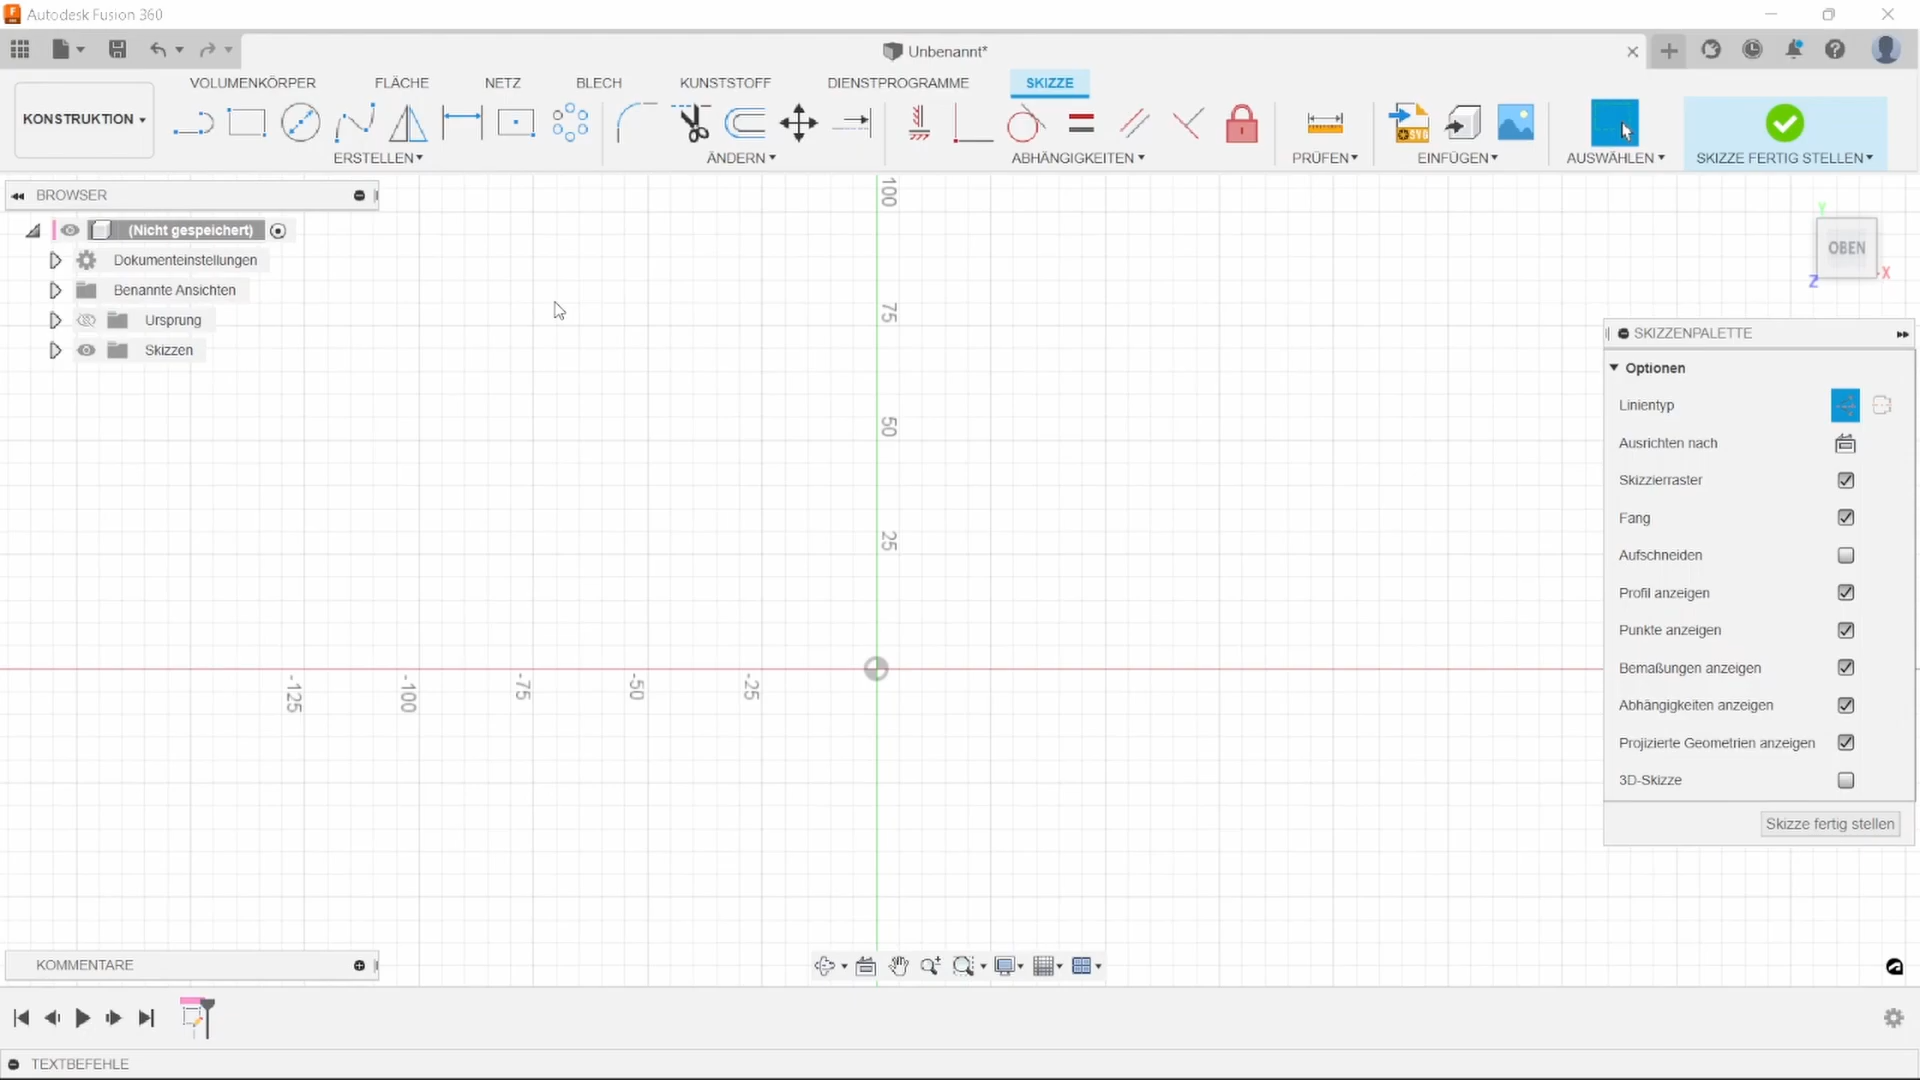 Autodesk Fusion 360
Unbenannt*
KONSTRUKTION
VOLUMENKÖRPER
FLÄCHE
NETZ
BLECH
KUNSTSTOFF
DIENSTPROGRAMME
SKIZZE
ERSTELLEN
ÄNDERN
ABHÄNGIGKEITEN
PRÜFEN
EINFÜGEN
AUSWÄHLEN
SKIZZE FERTIG STELLEN
BROWSER
(Nicht gespeichert)
Dokumenteinstellungen
Benannte Ansichten
Ursprung
Skizzen
100
75
50
25
-125
-100
-75
-50
-25
Y
OBEN
Z
X
SKIZZENPALETTE
Optionen
Linientyp
Ausrichten nach
Skizzierraster
Fang
Aufschneiden
Profil anzeigen
Punkte anzeigen
Bemaßungen anzeigen
Abhängigkeiten anzeigen
Projizierte Geometrien anzeigen
3D-Skizze
Skizze fertig stellen
KOMMENTARE
TEXTBEFEHLE